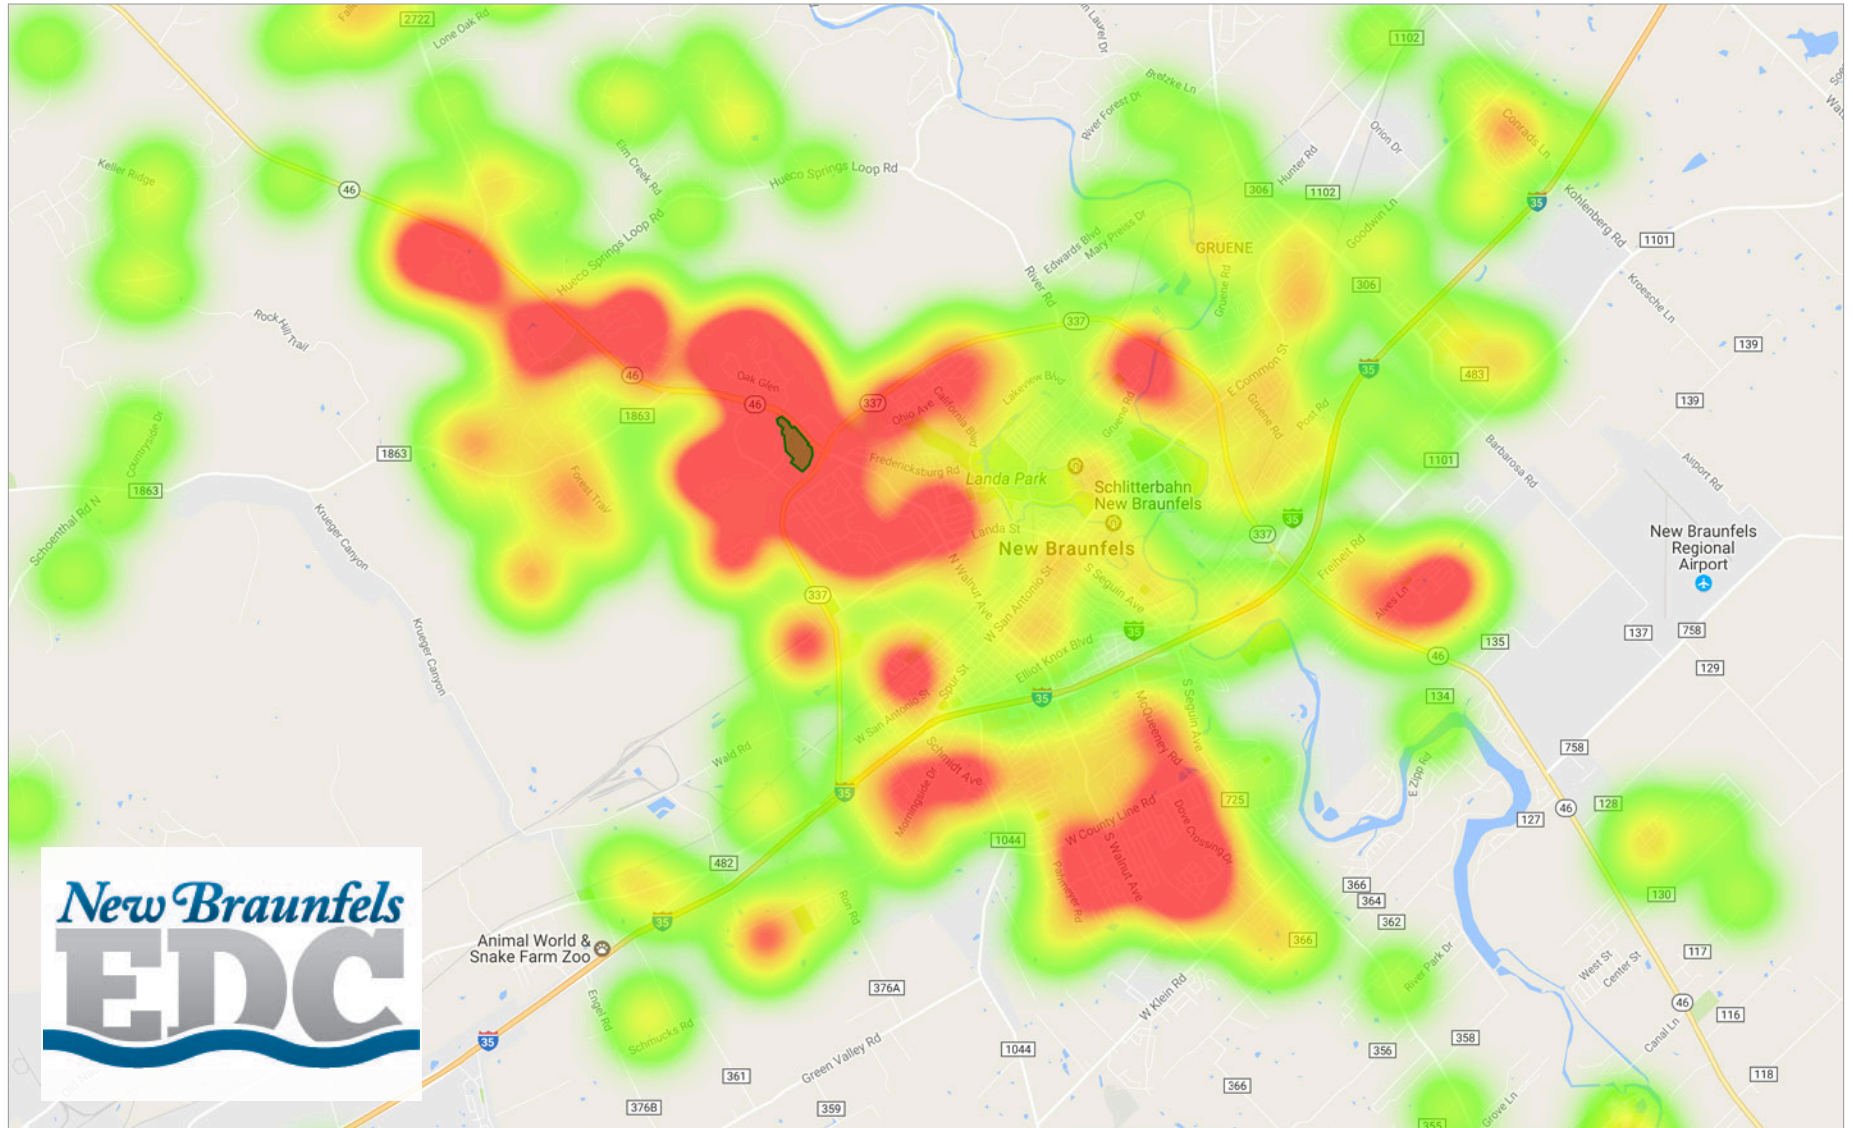 2722
Lone Oak Rd
1102
Bretzke Ln
River Forest Dr
Orion Dr
Conrads Ln
Hunter Rd
Keller Ridge
46
Elm Creek Rd
Hueco Springs Loop Rd
306
1102
35
Kohlenberg Rd
Goodwin Ln
Hueco Springs Loop Rd
Edwards Blvd
Mary Preiss Dr
GRUENE
1101
River Rd
Gruene Rd
306
Kroesche Ln
Rock Hill Trail
337
139
35
46
Oak Glen
46
337
Lakeview Blvd
E Common St
483
139
1863
Ohio Ave
California Blvd
Gruene Rd
Gruene Rd
Post Rd
Countryside Dr
1863
Fredericksburg Rd
1101
Barbarosa Rd
Airport Rd
1863
Forest Trail
Landa Park
Schlitterbahn
New Braunfels
Schoenthal Rd N
Krueger Canyon
Landa St
35
337
New Braunfels
New Braunfels
Regional
Airport
Freiheit Rd
N Walnut Ave
W San Antonio St
S Seguin Ave
337
Alves Ln
35
137
758
135
46
129
Krueger Canyon
Elliot Knox Blvd
Spur St
W San Antonio St
35
134
S Seguin Ave
McQueeney Rd
Wald Rd
Schmidt Ave
758
E Zipp Rd
35
Morningside Dr
725
128
46
127
W County Line Rd
Dove Crossing Dr
S Walnut Ave
1044
482
Palmeyer Rd
366
364
130
362
Ron Rd
35
366
Animal World &
Snake Farm Zoo
117
River Park Dr
West St
Center St
376A
W Klein Rd
46
116
Engel Rd
Schmucks Rd
35
358
Canal Ln
1044
356
Green Valley Rd
361
366
118
376B
359
Grove Ln
355
New Braunfels
EDC